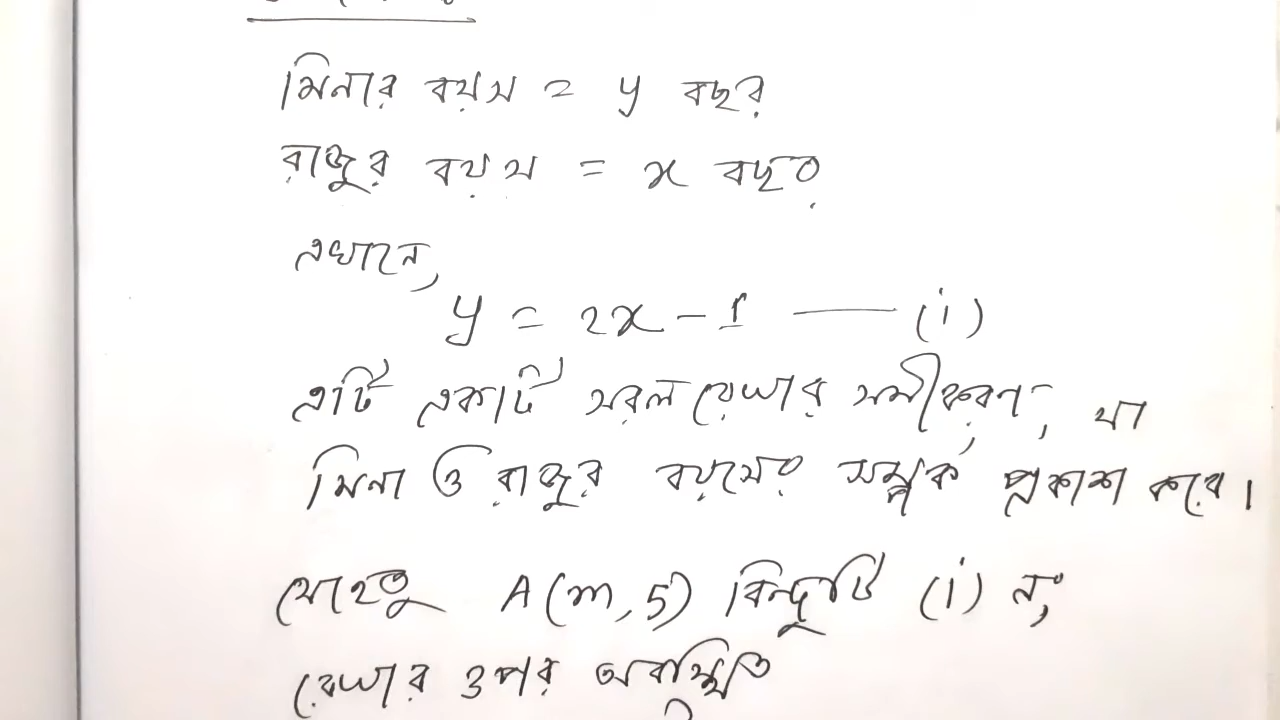 মিনার বয়স = y বছর
রাজুর বয়স = x বছর
এখানে,
y = 2x - 1 —— (i)
এটি একটি সরলরেখার সমীকরণ, যা
মিনা ও রাজুর বয়সের সম্পর্ক প্রকাশ করে।
যেহেতু A(m, 5) বিন্দুটি (i) নং
রেখার ওপর অবস্থিত